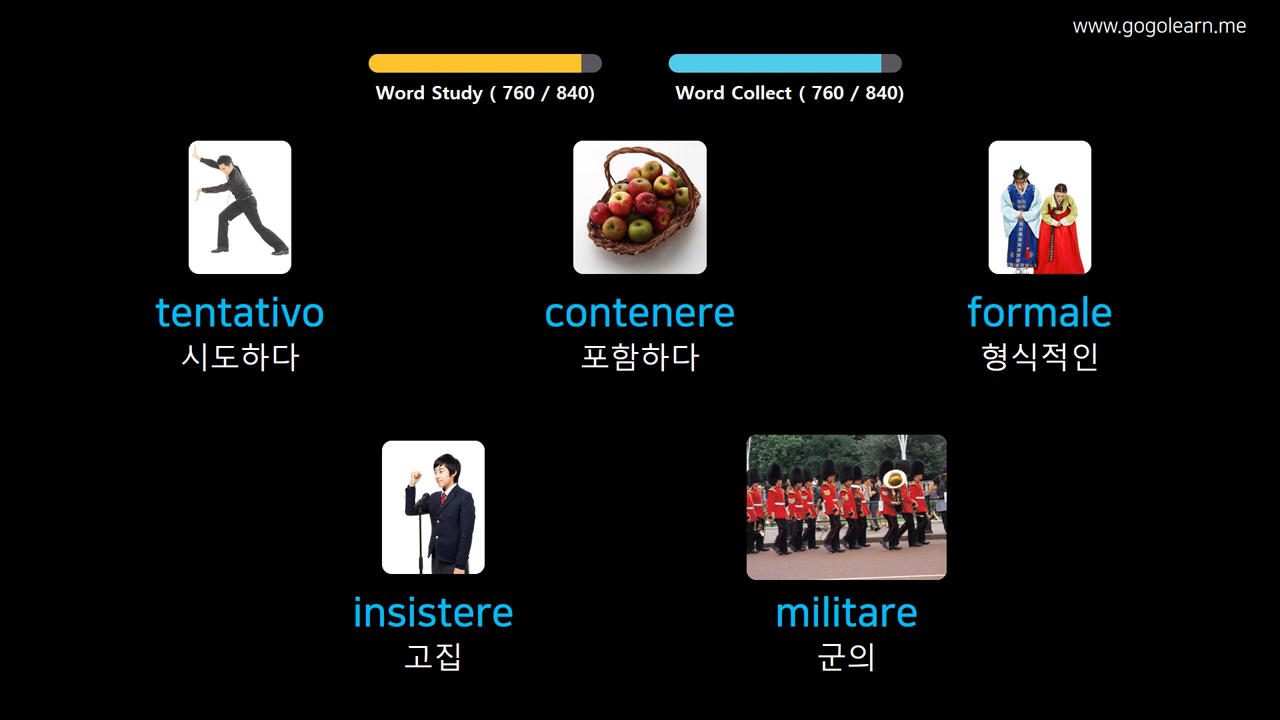 www.gogolearn.me
Word Study ( 760 / 840)
Word Collect ( 760 / 840)
tentativo
시도하다
contenere
포함하다
formale
형식적인
insistere
고집
militare
군의